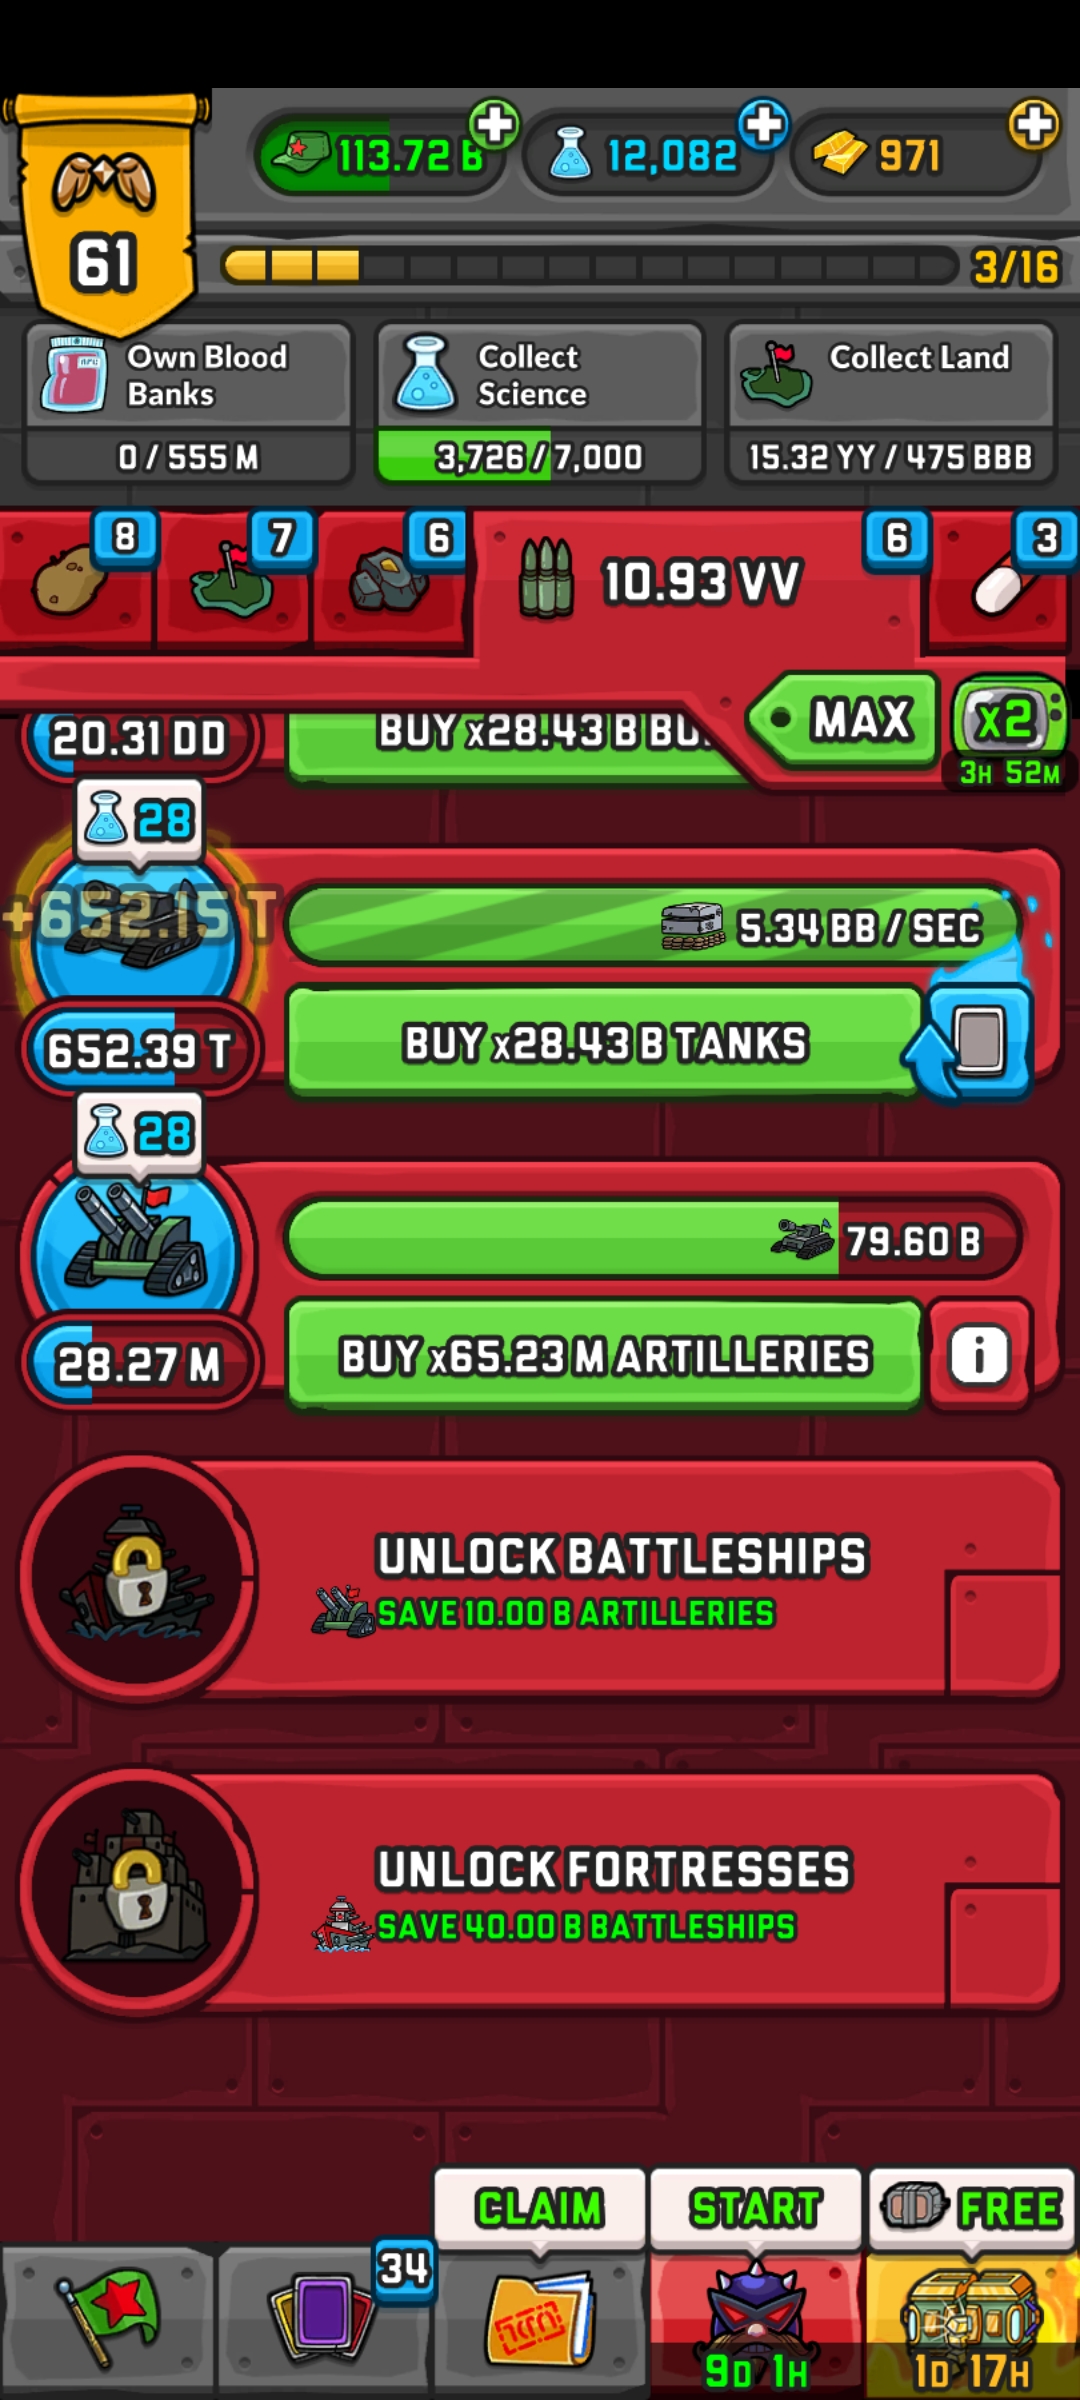 113.72 B
12,082
971
61
3/16
Own Blood
Banks
0 / 555 M
Collect
Science
3,726 / 7,000
Collect Land
15.32 YY / 475 BBB
8
7
6
10.93 VV
6
3
MAX
x2
3H 52M
20.31 DD
BUY x28.43 B
28
+652.15 T
5.34 BB / SEC
652.39 T
BUY x28.43 B TANKS
28
79.60 B
28.27 M
BUY x65.23 M ARTILLERIES
i
UNLOCK BATTLESHIPS
SAVE 10.00 B ARTILLERIES
UNLOCK FORTRESSES
SAVE 40.00 B BATTLESHIPS
CLAIM
START
FREE
34
9D 1H
1D 17H